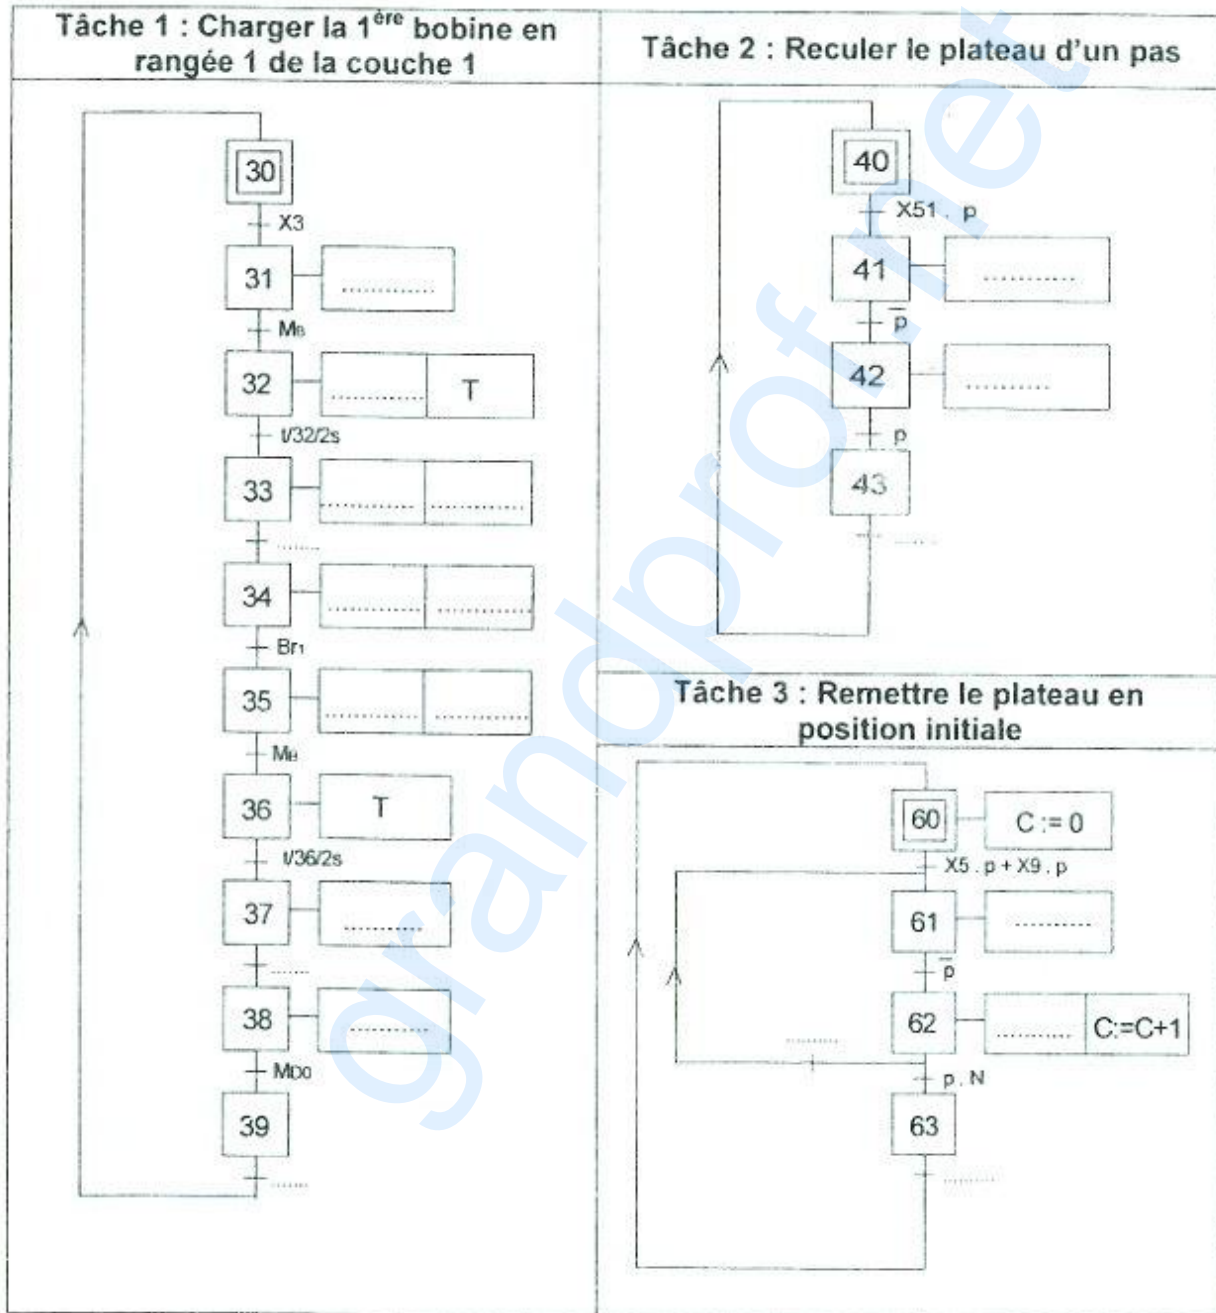 Tâche 1 : Charger la 1ère bobine en
rangée 1 de la couche 1
30
X3
31
...........
MB
32
........... T
t/32/2s
33
........... ...........
.......
34
........... ...........
Br1
35
........... ...........
MB
36
T
t/36/2s
37
...........
.......
38
...........
MD0
39
.......
Tâche 2 : Reculer le plateau d'un pas
40
X51 . p
41
...........
p̅
42
...........
p
43
.......
Tâche 3 : Remettre le plateau en
position initiale
60
C := 0
X5 . p + X9 . p
61
...........
p̅
62
........... C:=C+1
.......
p . N
63
.......
grandprof.net